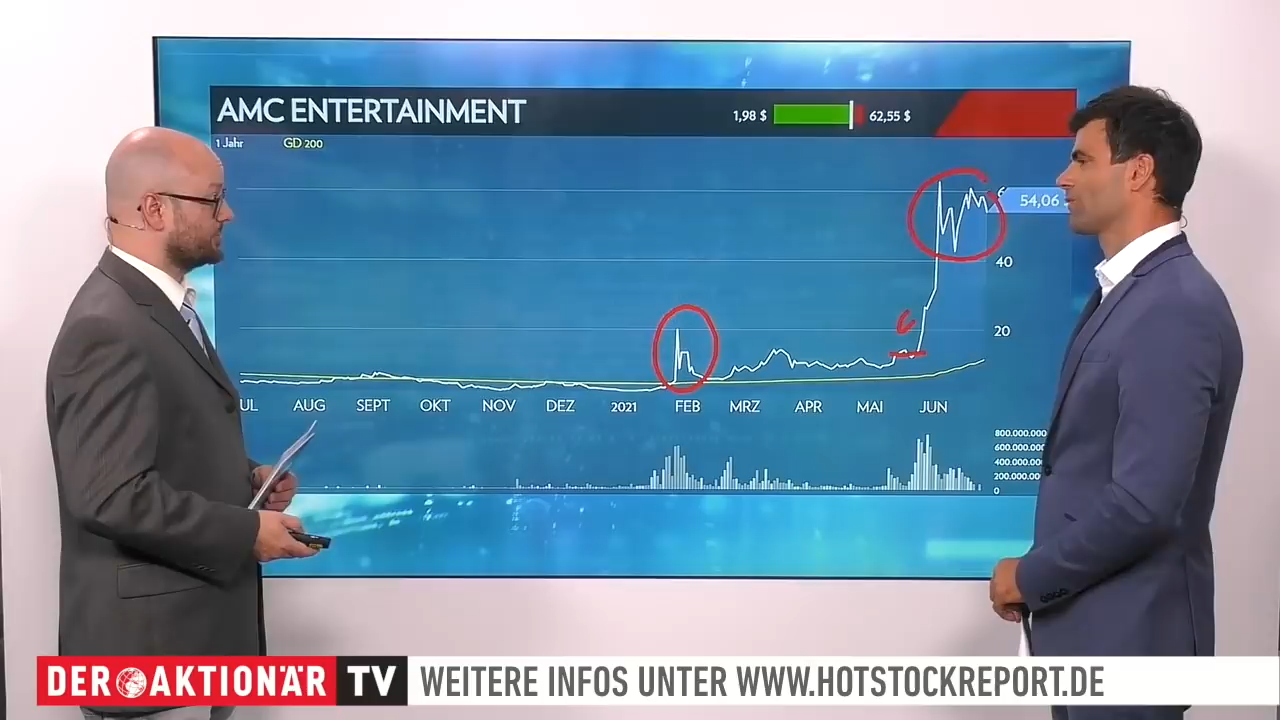 AMC ENTERTAINMENT
1,98 $
62,55 $
1 Jahr
GD 200
54,06
40
20
UL AUG SEPT OKT NOV DEZ 2021 FEB MRZ APR MAI JUN
800.000.000
600.000.000
400.000.000
200.000.000
0
DER AKTIONÄR TV
WEITERE INFOS UNTER WWW.HOTSTOCKREPORT.DE